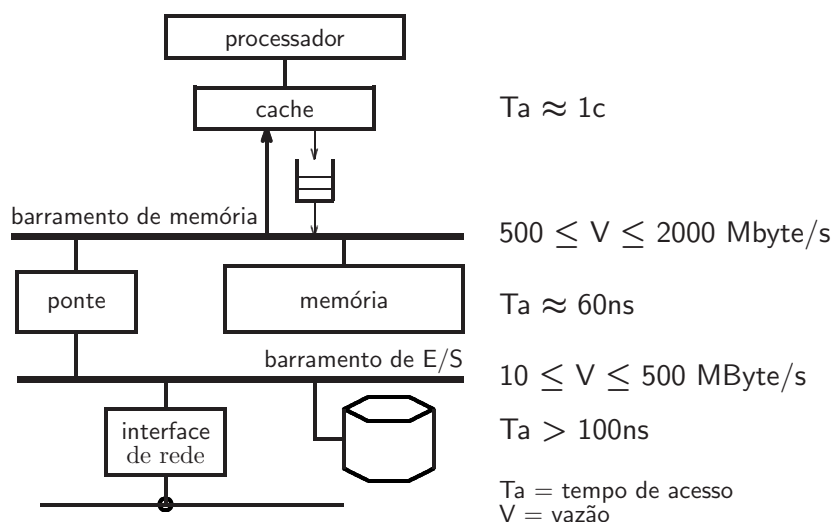 processador
cache
Ta ≈ 1c
barramento de memória
500 ≤ V ≤ 2000 Mbyte/s
ponte
memória
Ta ≈ 60ns
barramento de E/S
10 ≤ V ≤ 500 MByte/s
interface
de rede
Ta > 100ns
Ta = tempo de acesso
V = vazão